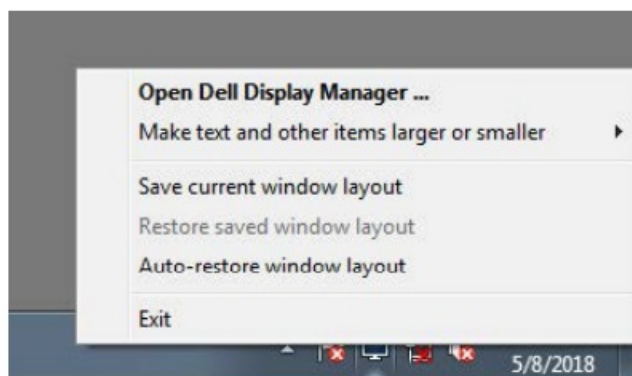 Open Dell Display Manager ...
Make text and other items larger or smaller
Save current window layout
Restore saved window layout
Auto-restore window layout
Exit
5/8/2018